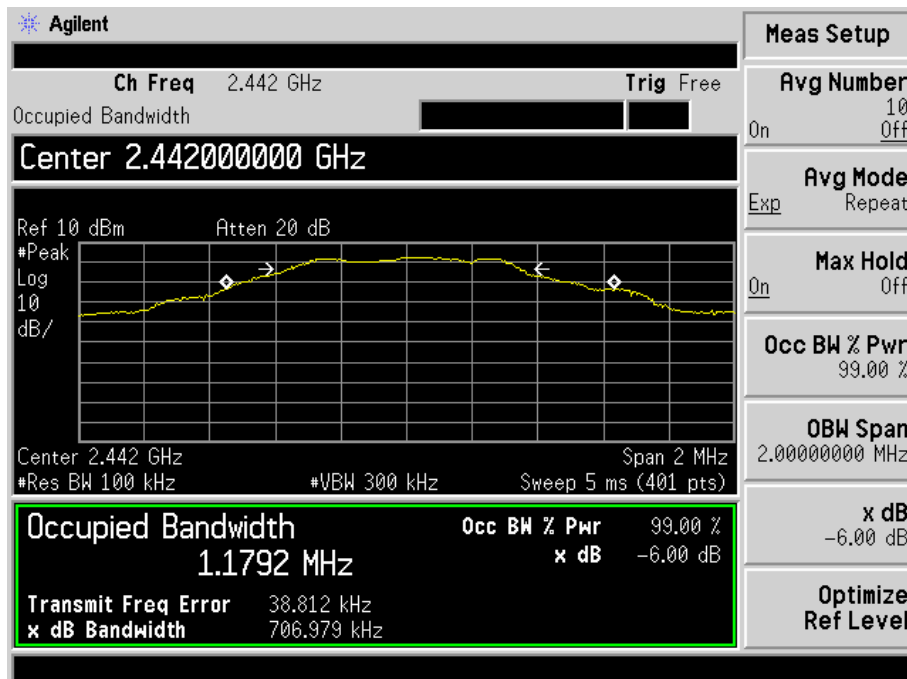 Agilent
Ch Freq 2.442 GHz Trig Free
Occupied Bandwidth
Center 2.442000000 GHz
Ref 10 dBm Atten 20 dB
#Peak
Log
10
dB/
Center 2.442 GHz Span 2 MHz
#Res BW 100 kHz #VBW 300 kHz Sweep 5 ms (401 pts)
Occupied Bandwidth Occ BW % Pwr 99.00 %
1.1792 MHz x dB -6.00 dB
Transmit Freq Error 38.812 kHz
x dB Bandwidth 706.979 kHz
Meas Setup
Avg Number
10
On Off
Avg Mode
Exp Repeat
Max Hold
On Off
Occ BW % Pwr
99.00 %
OBW Span
2.00000000 MHz
x dB
-6.00 dB
Optimize
Ref Level